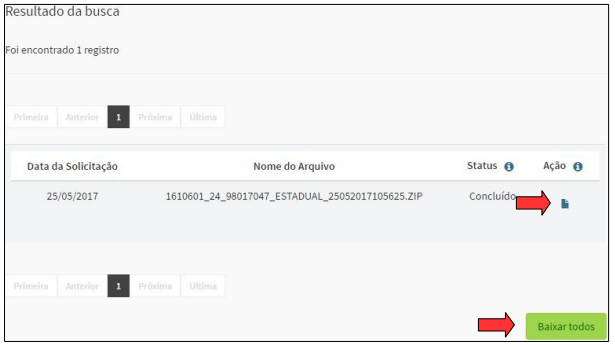 Resultado da busca
Foi encontrado 1 registro
Primeira Anterior 1 Próxima Última
Data da Solicitação Nome do Arquivo Status Ação
25/05/2017 1610601_24_98017047_ESTADUAL_25052017105625.ZIP Concluído
Primeira Anterior 1 Próxima Última
Baixar todos